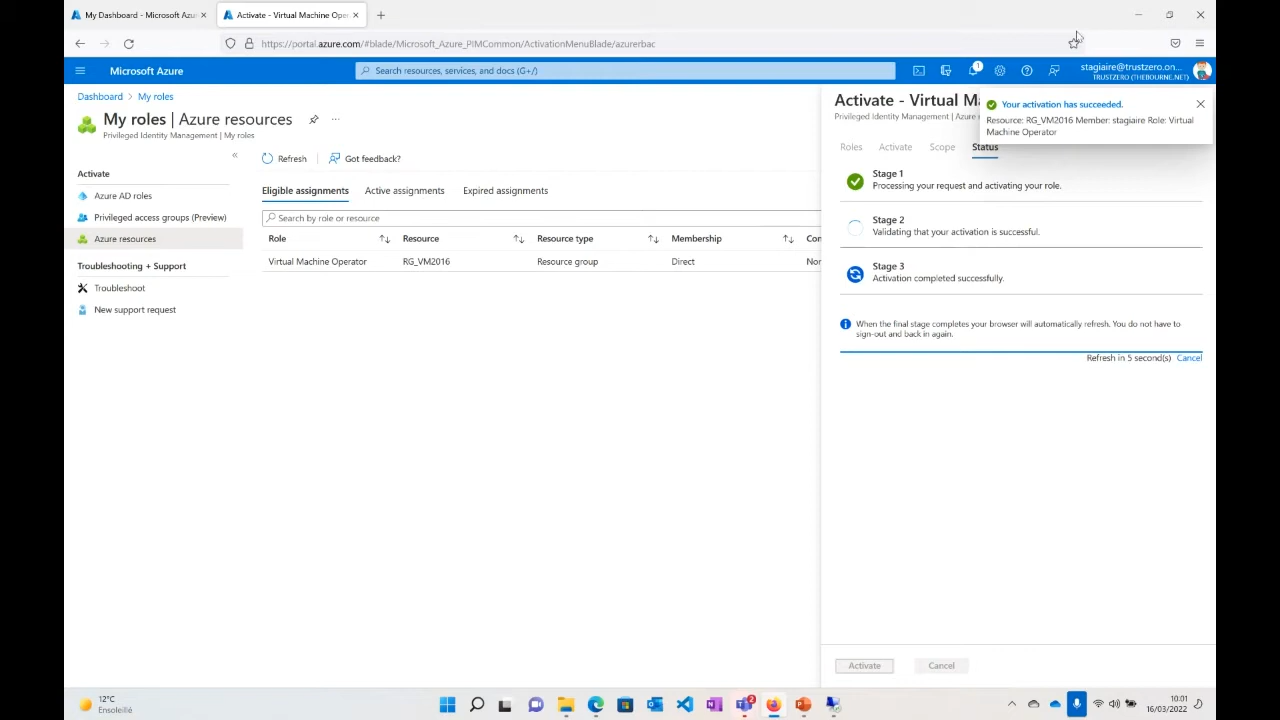 My Dashboard - Microsoft Azu
Activate - Virtual Machine Oper
https://portal.azure.com/#blade/Microsoft_Azure_PIMCommon/ActivationMenuBlade/azurerbac
Microsoft Azure
Search resources, services, and docs (G+/)
1
stagiaire@trustzero.on...
TRUSTZERO (THEBOURNE.NET)
Dashboard > My roles
My roles | Azure resources
...
Privileged Identity Management | My roles
«
Activate
Azure AD roles
Privileged access groups (Preview)
Azure resources
Troubleshooting + Support
Troubleshoot
New support request
Refresh
Got feedback?
Eligible assignments
Active assignments
Expired assignments
Search by role or resource
Role
Resource
Resource type
Membership
Con
Virtual Machine Operator
RG_VM2016
Resource group
Direct
Nor
Activate - Virtual M
Privileged Identity Management | Azure r
Your activation has succeeded.
Resource: RG_VM2016 Member: stagiaire Role: Virtual
Machine Operator
Roles
Activate
Scope
Status
Stage 1
Processing your request and activating your role.
Stage 2
Validating that your activation is successful.
Stage 3
Activation completed successfully.
When the final stage completes your browser will automatically refresh. You do not have to
sign-out and back in again.
Refresh in 5 second(s) Cancel
Activate
Cancel
12°C
Ensoleillé
2
10:01
16/03/2022